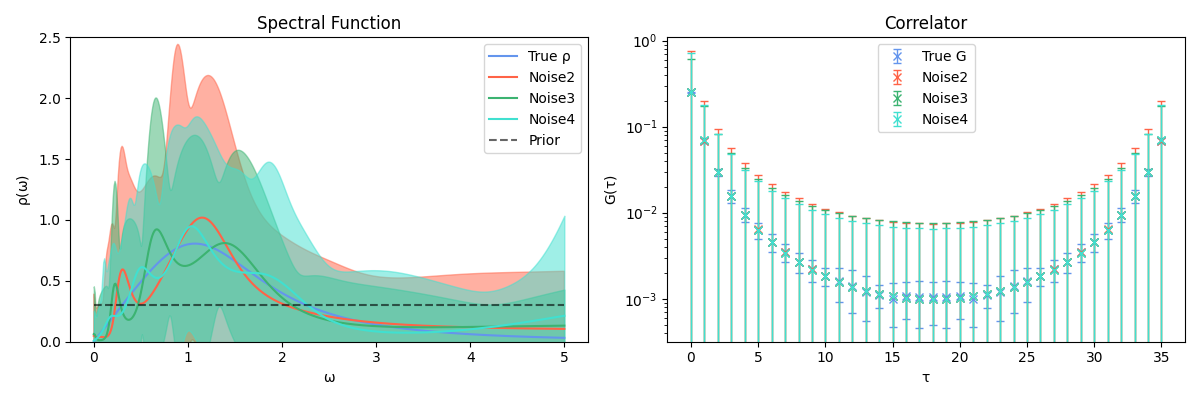 Spectral Function
ρ(ω)
2.5
2.0
1.5
1.0
0.5
0.0
0
1
2
3
4
5
ω
True ρ
Noise2
Noise3
Noise4
Prior
Correlator
G(τ)
10⁰
10⁻¹
10⁻²
10⁻³
0
5
10
15
20
25
30
35
τ
True G
Noise2
Noise3
Noise4